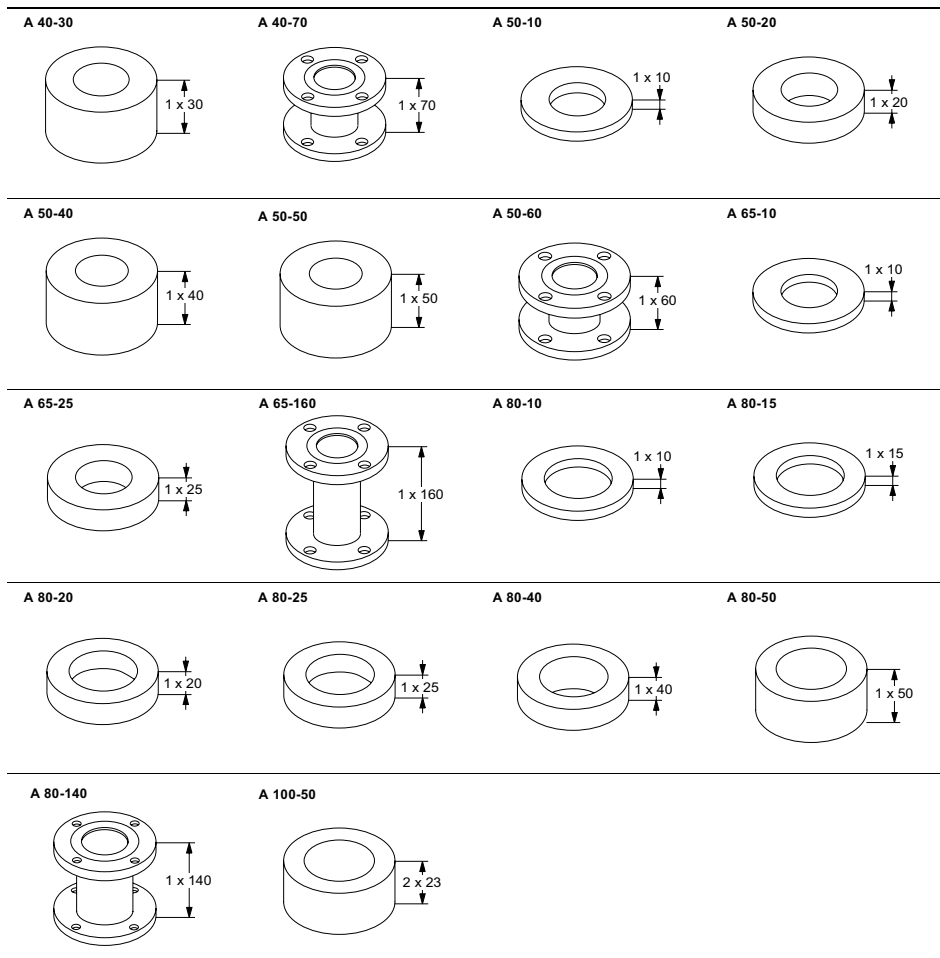 A 40-30
A 40-70
A 50-10
A 50-20
1 x 30
1 x 70
1 x 10
1 x 20
A 50-40
A 50-50
A 50-60
A 65-10
1 x 40
1 x 50
1 x 60
1 x 10
A 65-25
A 65-160
A 80-10
A 80-15
1 x 25
1 x 160
1 x 10
1 x 15
A 80-20
A 80-25
A 80-40
A 80-50
1 x 20
1 x 25
1 x 40
1 x 50
A 80-140
A 100-50
1 x 140
2 x 23